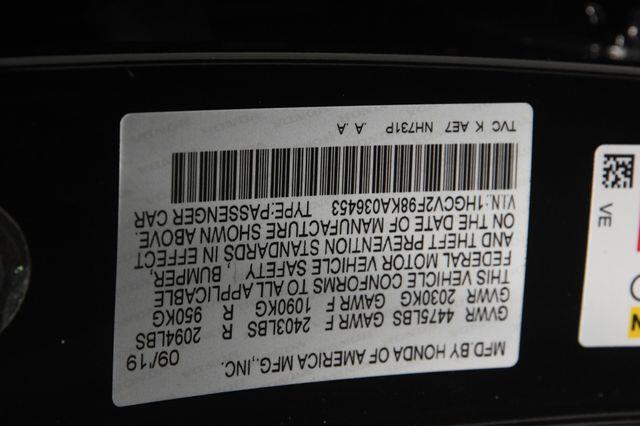 MFD.BY HONDA OF AMERICA MFG.,INC. 09/19
GVWR 4475LBS GAWR F 2403LBS R 2094LBS
GVWR 2030KG GAWR F 1090KG R 950KG
THIS VEHICLE CONFORMS TO ALL APPLICABLE
FEDERAL MOTOR VEHICLE SAFETY, BUMPER,
AND THEFT PREVENTION STANDARDS IN EFFECT
ON THE DATE OF MANUFACTURE SHOWN ABOVE.
VIN:1HGCV2F98KA036453 TYPE:PASSENGER CAR
TVC K AE7 NH731P .A .A
VE